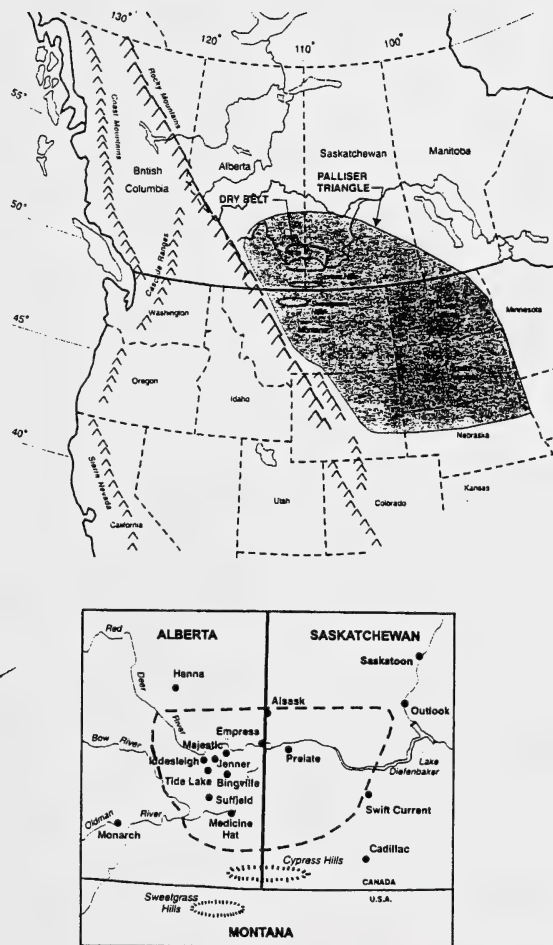 130°
120°
110°
100°
55°
50°
45°
40°
Coast Mountains
Rocky Mountains
British
Columbia
Alberta
Saskatchewan
Manitoba
PALLISER
TRIANGLE
DRY BELT
Cascade Ranges
Washington
Minnesota
Oregon
Idaho
Nebraska
Sierra Nevada
California
Utah
Colorado
Kansas
ALBERTA
SASKATCHEWAN
Red
Deer
River
Hanna
Saskatoon
Alsask
Outlook
Bow River
Empress
Majestic
Iddesleigh
Jenner
Prelate
Lake
Diefenbaker
Tide Lake
Bingville
Suffield
Swift Current
Oldman River
Monarch
Medicine
Hat
Cadillac
Cypress Hills
CANADA
U.S.A.
Sweetgrass
Hills
MONTANA